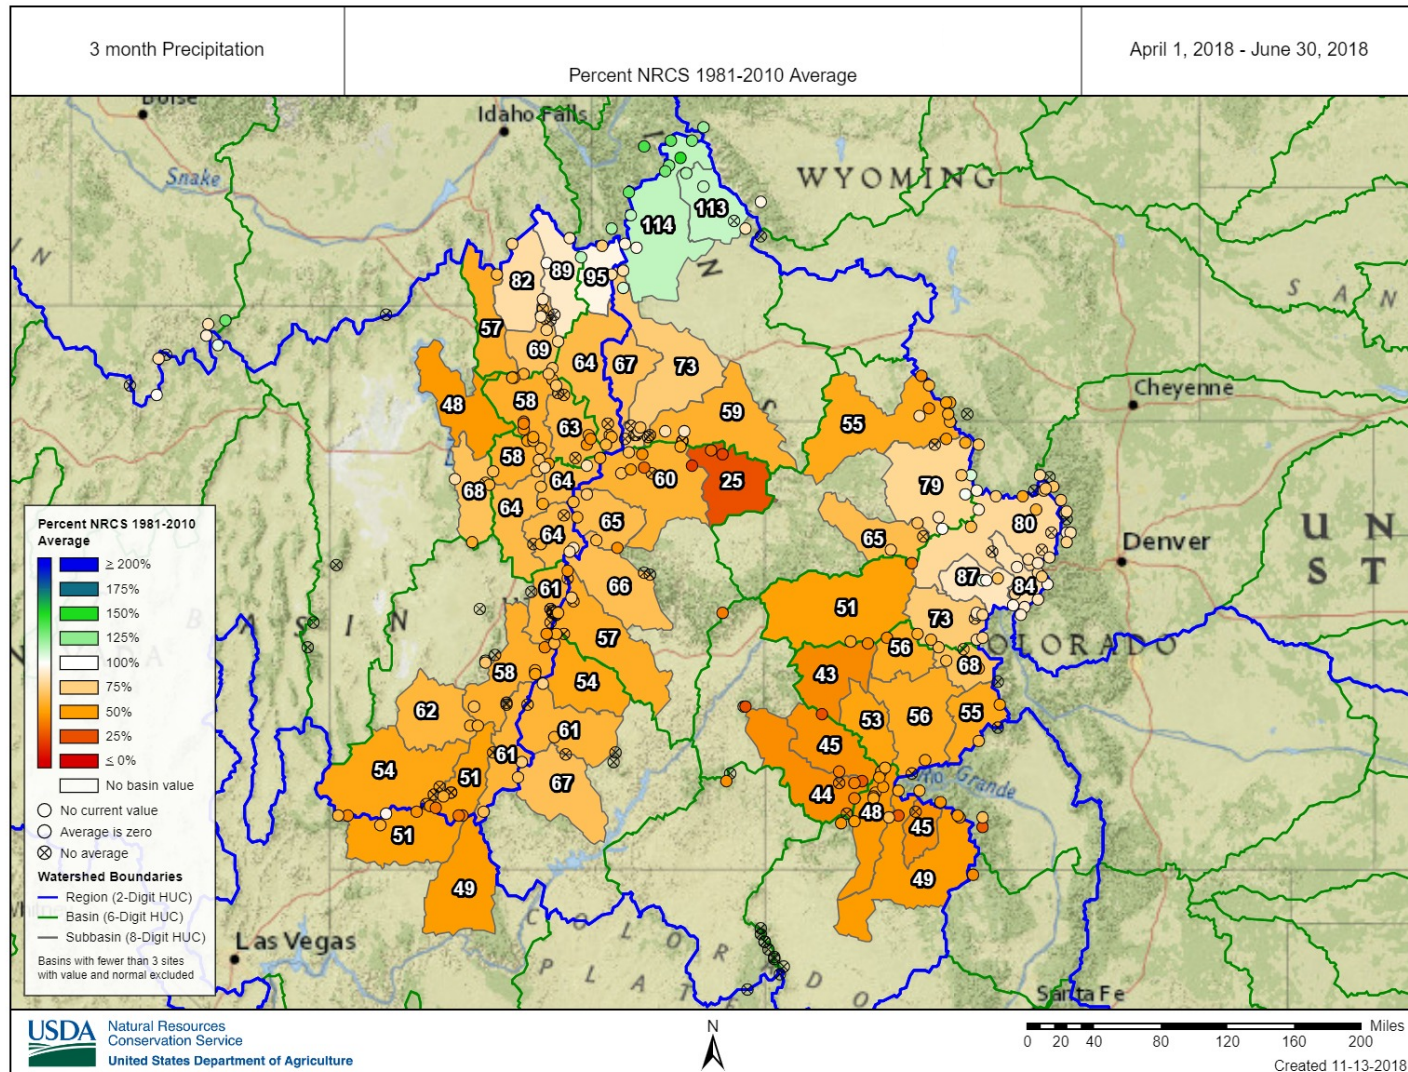 3 month Precipitation
Percent NRCS 1981-2010 Average
April 1, 2018 - June 30, 2018
Boise
Idaho Falls
Snake
WYOMING
114
113
82
89
95
57
69
64
67
73
48
58
63
59
55
Cheyenne
58
68
64
64
60
25
79
64
65
65
80
Denver
UN
ST
87
84
61
66
51
73
COLORADO
BASIN
57
58
54
56
68
43
62
61
53
56
55
54
51
61
67
45
44
48
45
Rio Grande
51
49
49
Las Vegas
COLORADO
PLATE
Santa Fe
Percent NRCS 1981-2010
Average
≥ 200%
175%
150%
125%
100%
75%
50%
25%
≤ 0%
No basin value
No current value
Average is zero
No average
Watershed Boundaries
Region (2-Digit HUC)
Basin (6-Digit HUC)
Subbasin (8-Digit HUC)
Basins with fewer than 3 sites
with value and normal excluded
USDA
Natural Resources
Conservation Service
United States Department of Agriculture
N
Miles
0 20 40 80 120 160 200
Created 11-13-2018